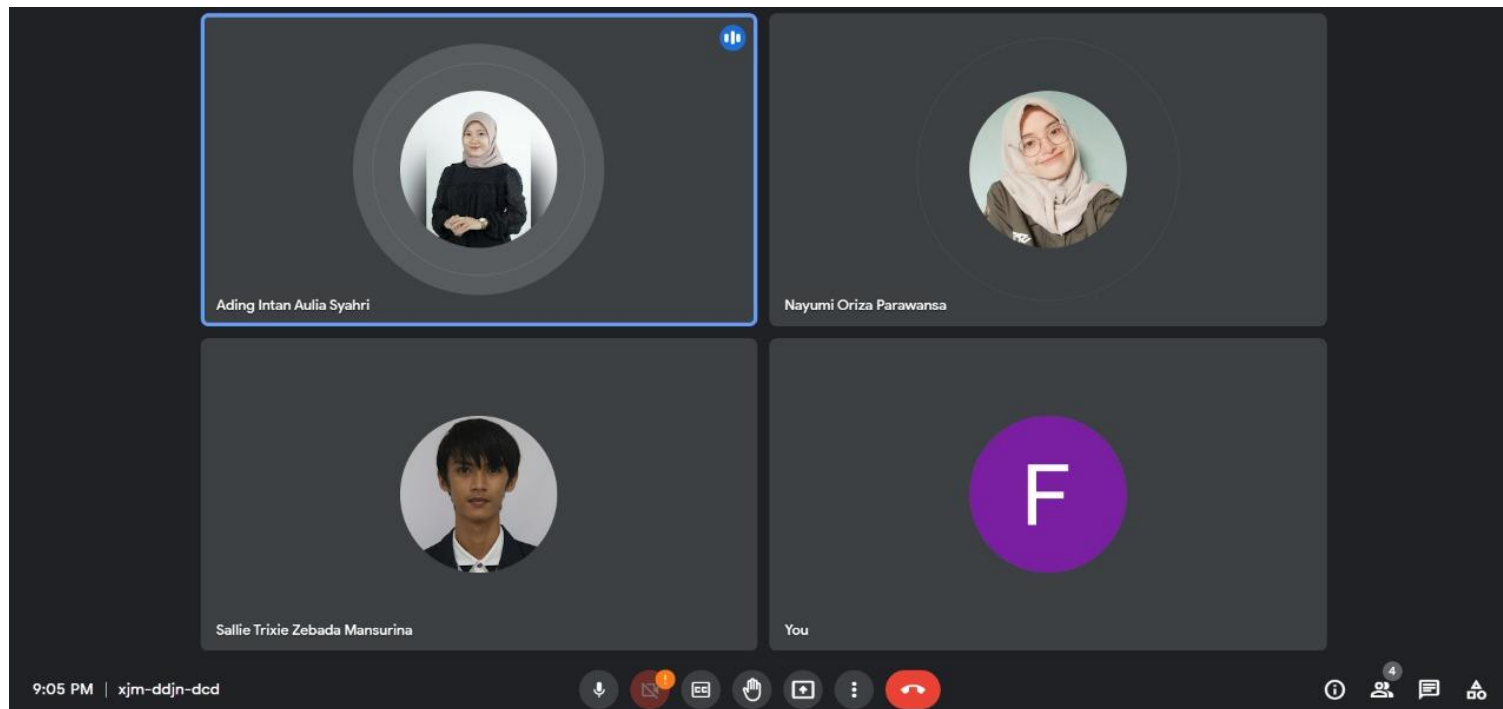 Ading Intan Aulia Syahri
Nayumi Oriza Parawansa
F
Sallie Trixie Zebada Mansurina
You
9:05 PM | xjm-ddjn-dcd
!
CC
4